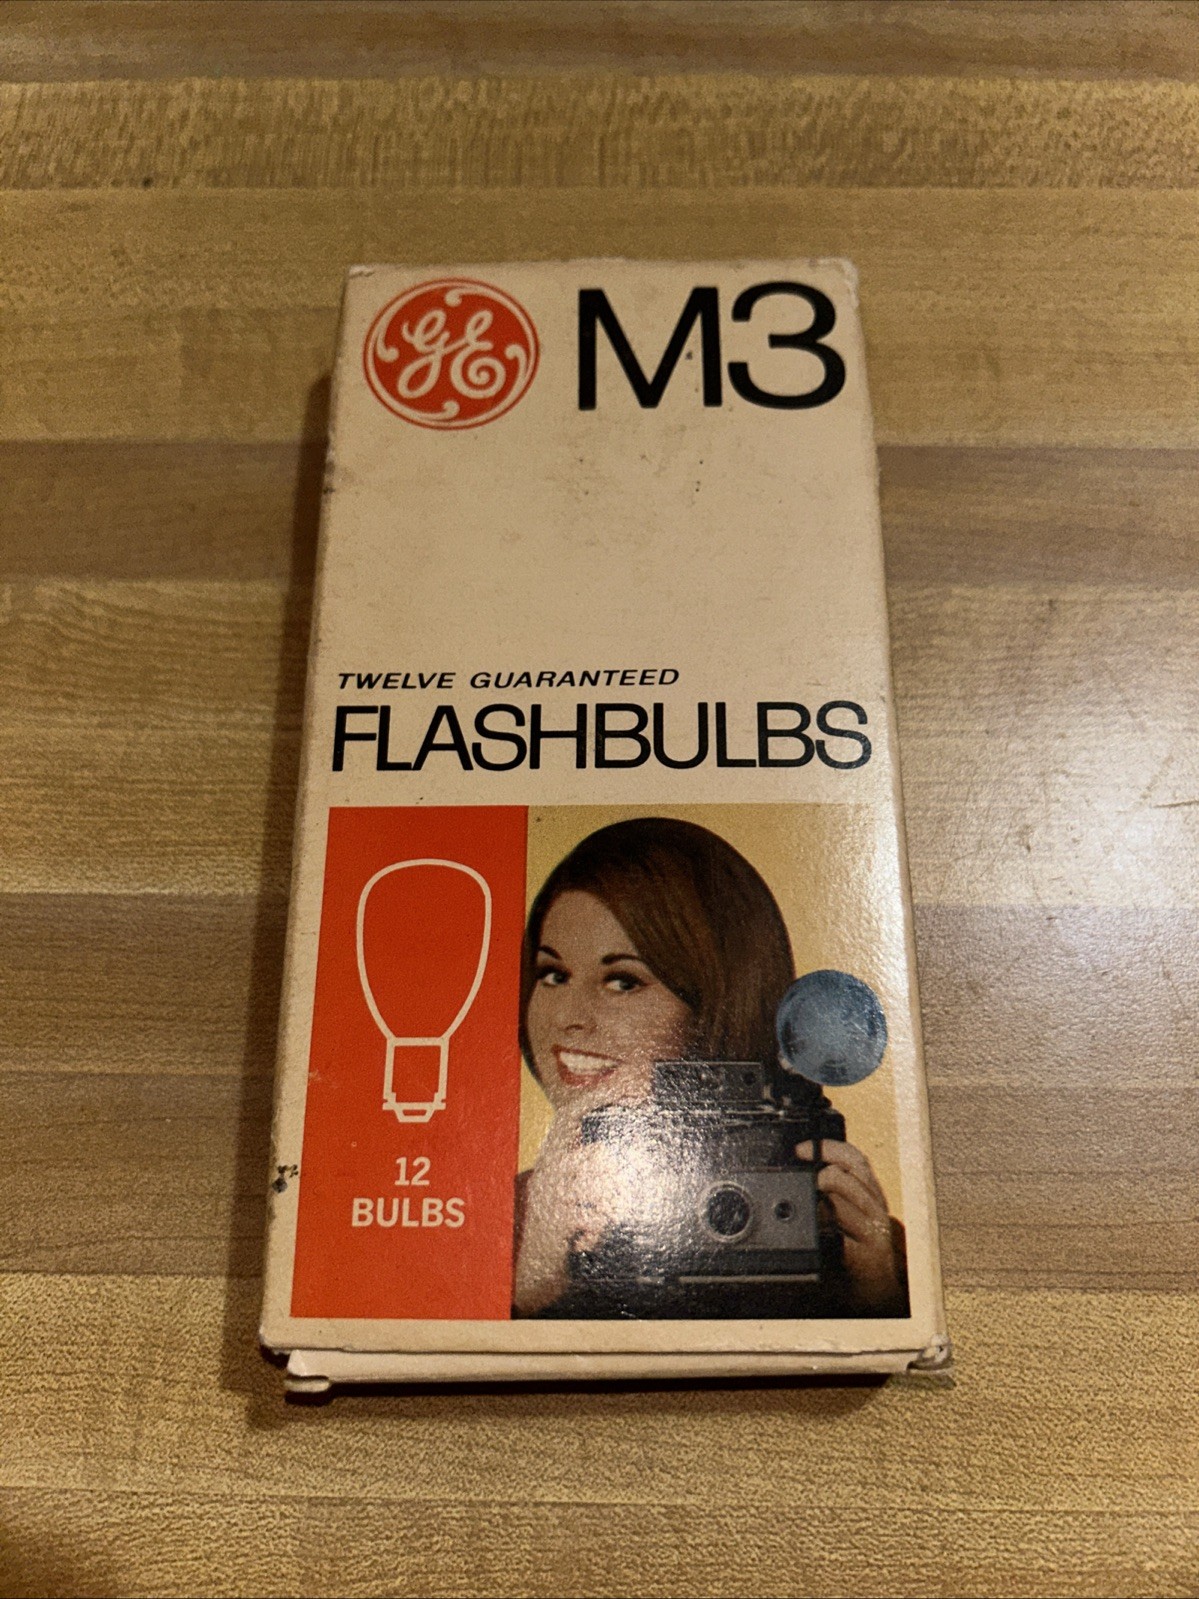 GE M3
TWELVE GUARANTEED
FLASHBULBS
12
BULBS